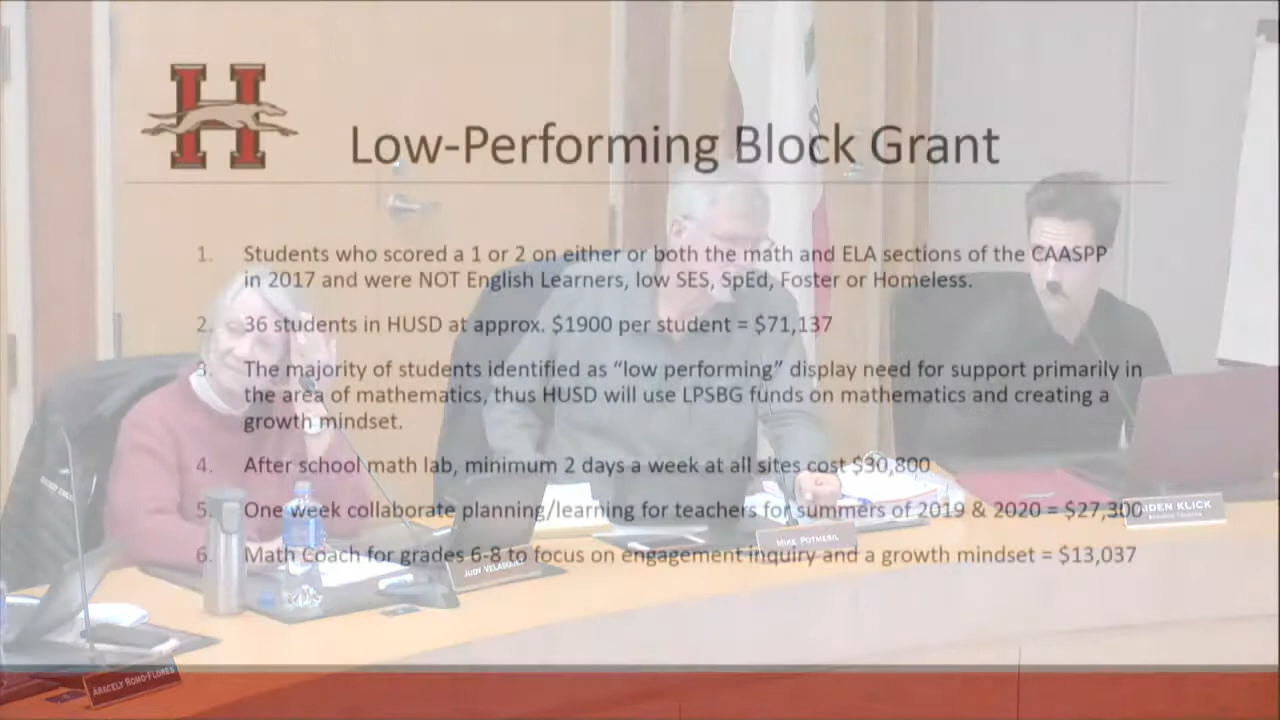 H
Low-Performing Block Grant
1. Students who scored a 1 or 2 on either or both the math and ELA sections of the CAASPP
in 2017 and were NOT English Learners, low SES, SpEd, Foster or Homeless.
2. 36 students in HUSD at approx. $1900 per student = $71,137
3. The majority of students identified as “low performing” display need for support primarily in
the area of mathematics, thus HUSD will use LPSBG funds on mathematics and creating a
growth mindset.
4. After school math lab, minimum 2 days a week at all sites cost $30,800
5. One week collaborate planning/learning for teachers for summers of 2019 & 2020 = $27,300
KLICK
MIKE POTMESIL
6. Math Coach for grades 6-8 to focus on engagement inquiry and a growth mindset = $13,037
JUDY
ARACELY ROMO-FLORES